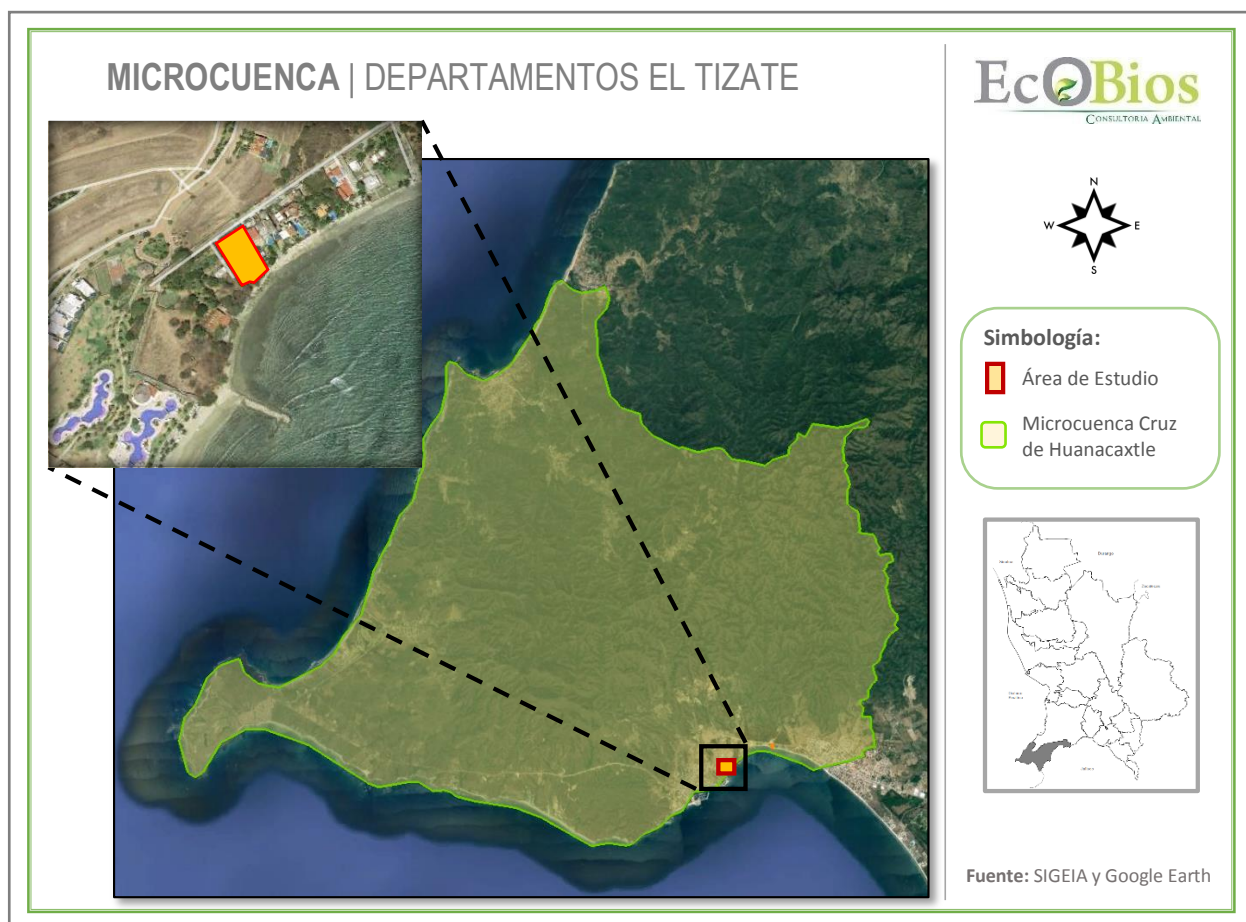 MICROCUENCA | DEPARTAMENTOS EL TIZATE
EcOBios
CONSULTORIA AMBIENTAL
N
W E
S
Simbología:
Área de Estudio
Microcuenca Cruz
de Huanacaxtle
Durango
Jalisco
Fuente: SIGEIA y Google Earth